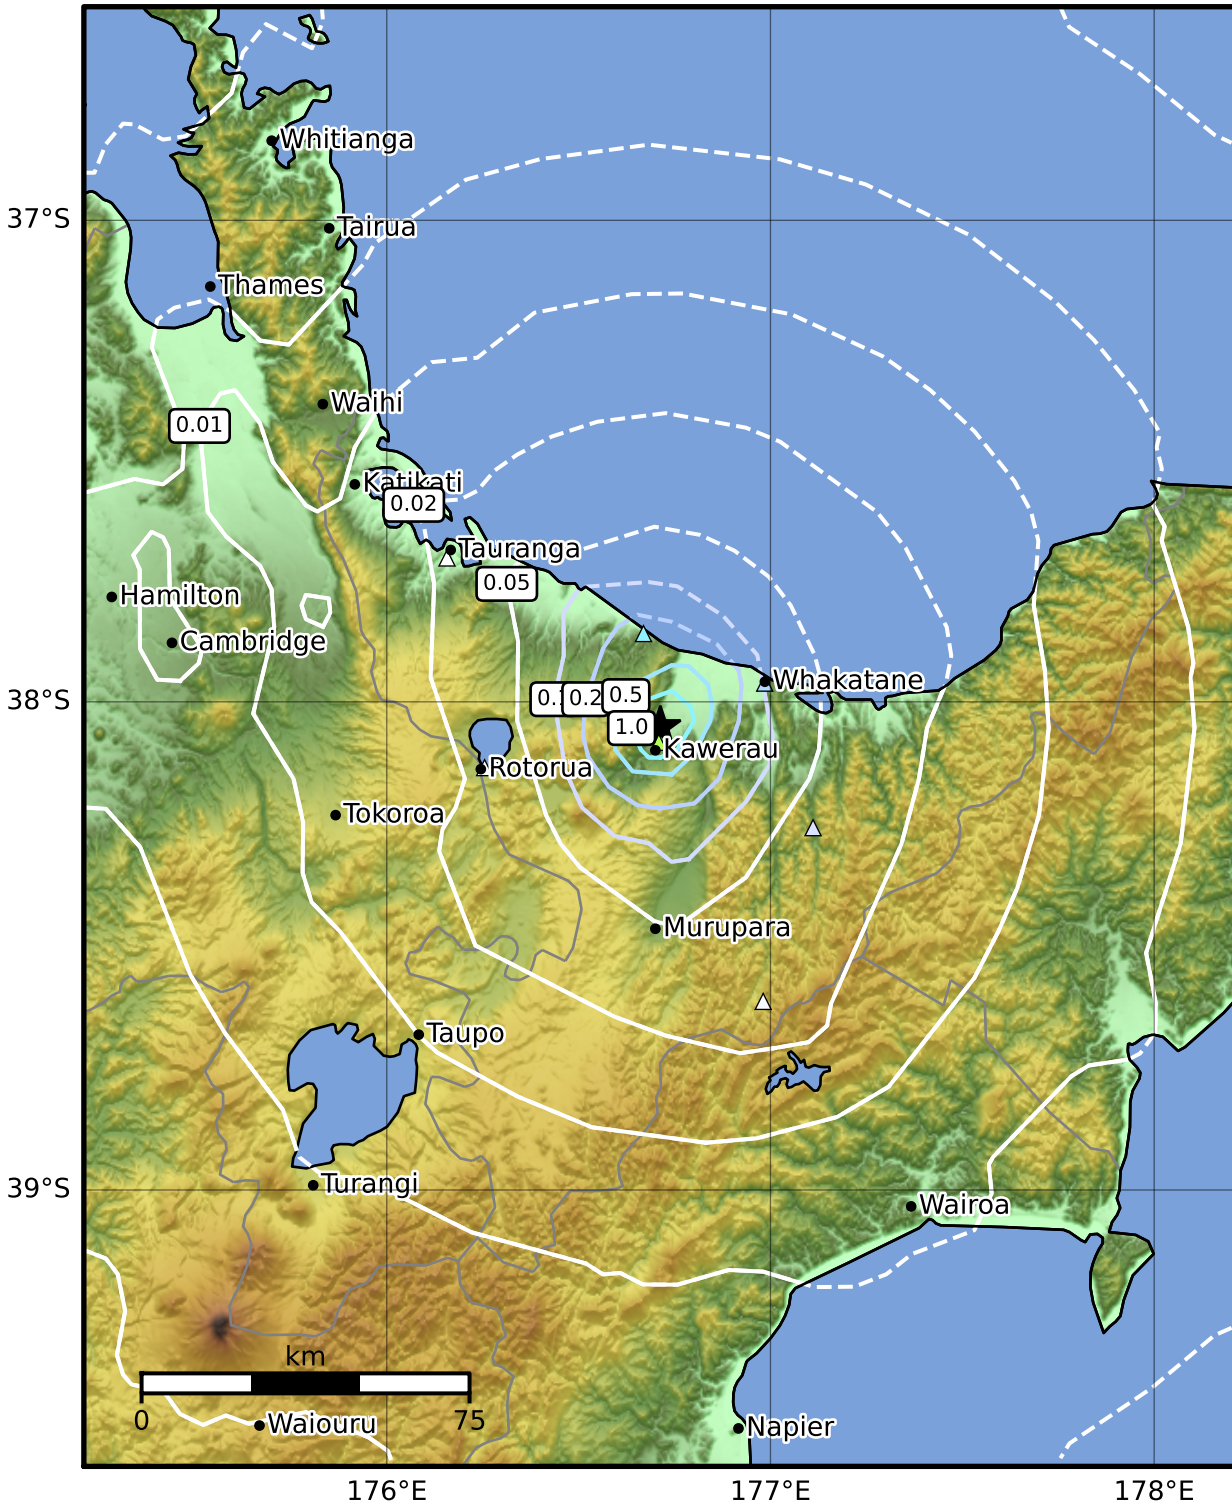 Whitianga
37°S
Tairua
Thames
Waihi
0.01
Katikati
0.02
Tauranga
0.05
Hamilton
Cambridge
Whakatane
38°S
0.2
0.5
1.0
Kawerau
Rotorua
Tokoroa
Murupara
Taupo
Turangi
39°S
Wairoa
km
0
75
Waiouru
Napier
176°E
177°E
178°E